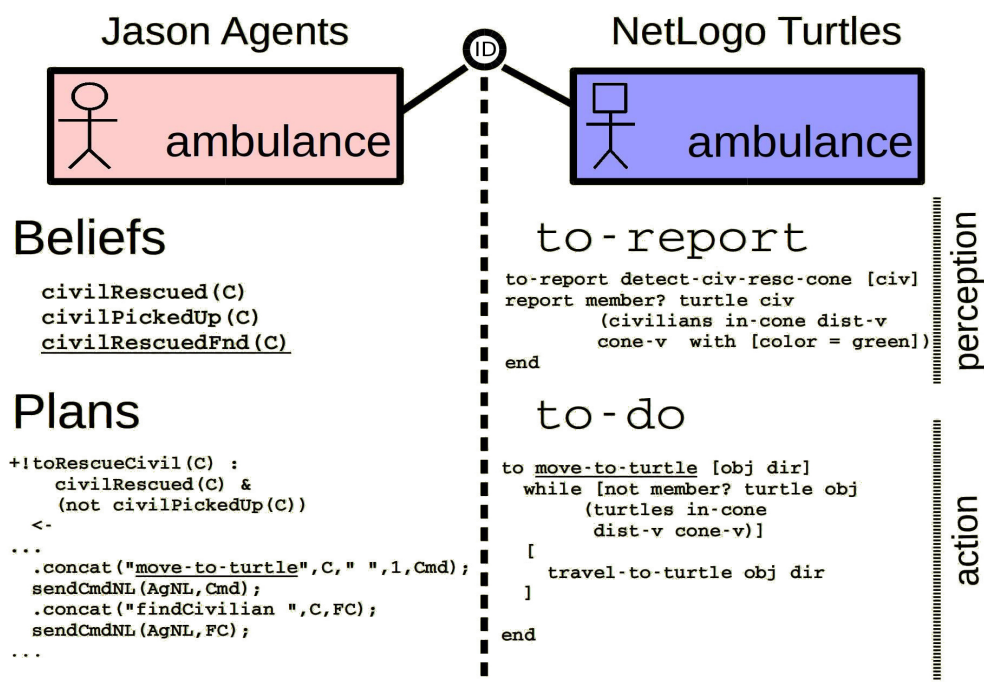 Jason Agents
ID
NetLogo Turtles
ambulance
ambulance
Beliefs
civilRescued(C)
civilPickedUp(C)
civilRescuedFnd(C)
Plans
+!toRescueCivil(C) :
civilRescued(C) &
(not civilPickedUp(C))
<-
...
.concat("move-to-turtle",C," ",1,Cmd);
sendCmdNL(AgNL,Cmd);
.concat("findCivilian ",C,FC);
sendCmdNL(AgNL,FC);
...
to-report
to-report detect-civ-resc-cone [civ]
report member? turtle civ
(civilians in-cone dist-v
cone-v with [color = green])
end
perception
to-do
to move-to-turtle [obj dir]
while [not member? turtle obj
(turtles in-cone
dist-v cone-v)]
[
travel-to-turtle obj dir
]
end
action